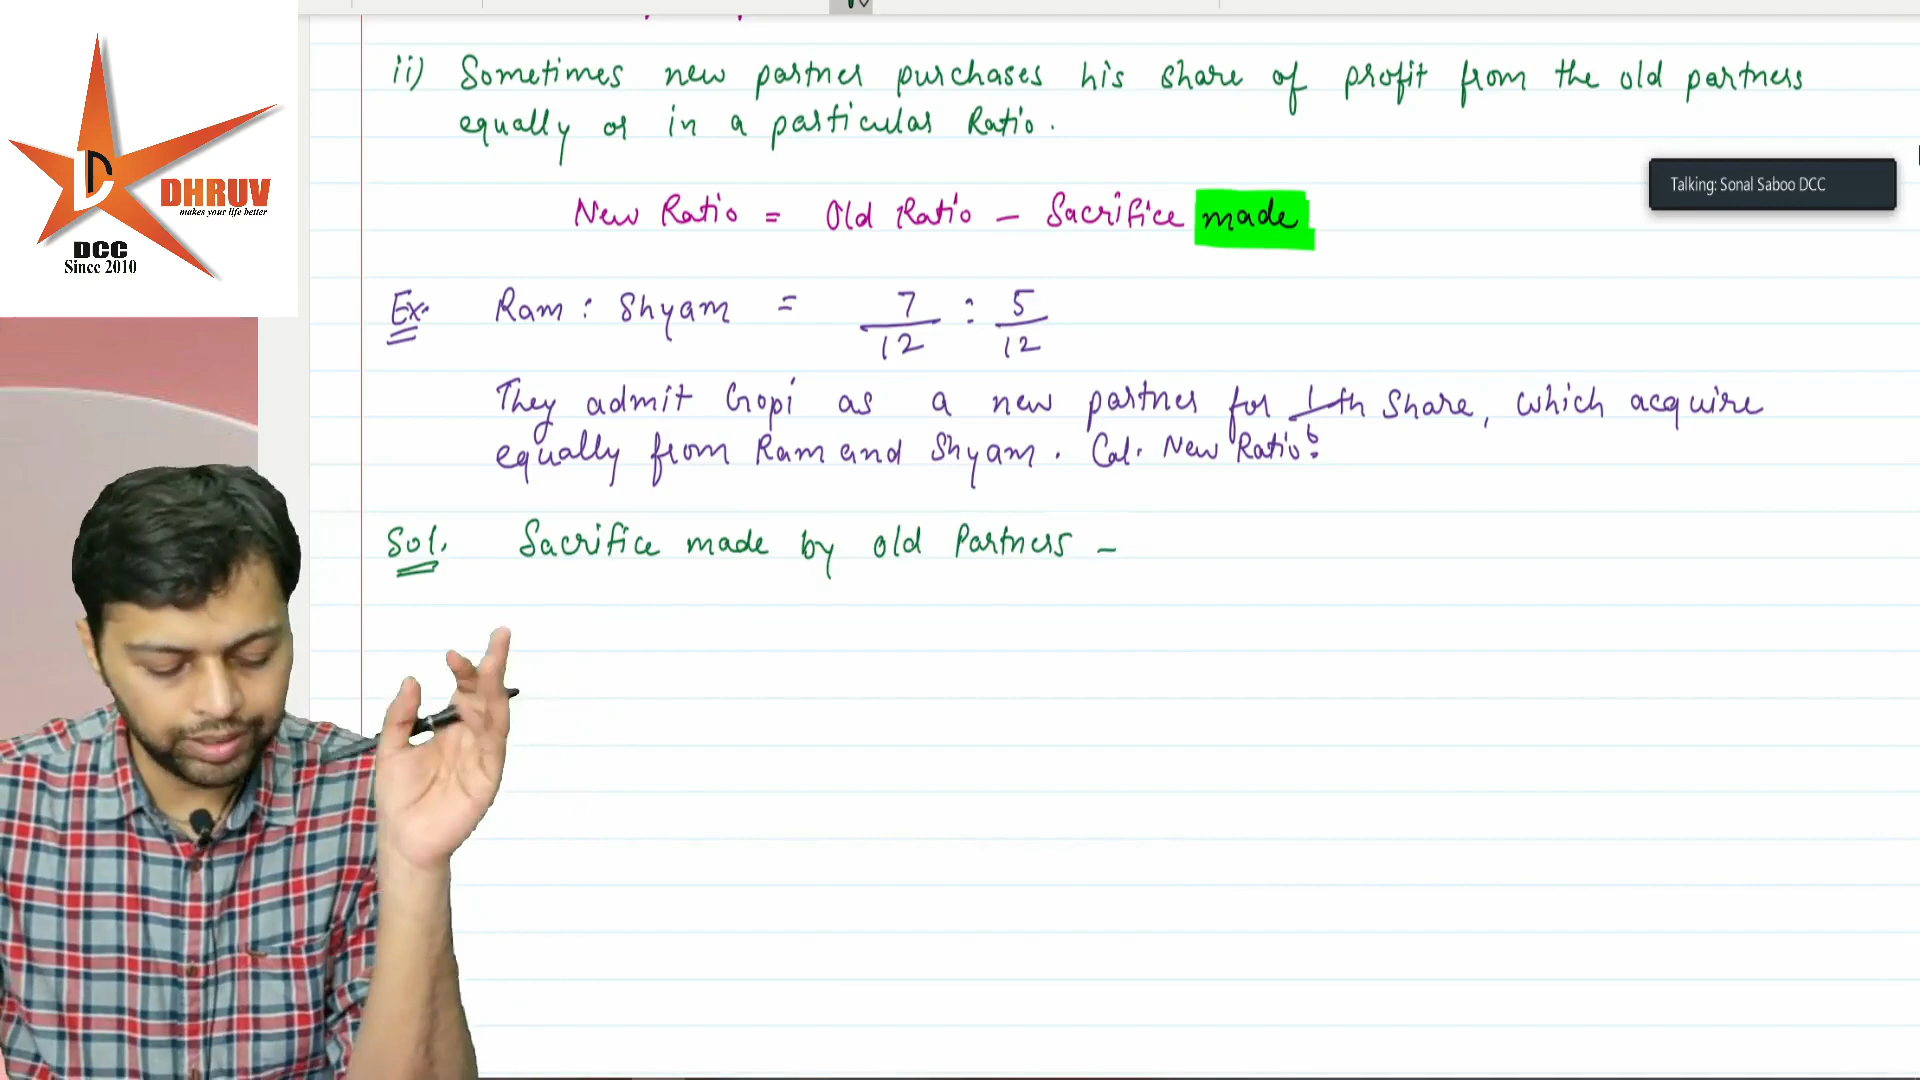 ii) Sometimes new partner purchases his share of profit from the old partners
equally or in a particular Ratio.
Talking: Sonal Saboo DCC
DC
DHRUV
makes your life better
DCC
Since 2010
New Ratio = Old Ratio - Sacrifice made
Ex. Ram : Shyam = 7/12 : 5/12
They admit Gopi as a new partner for 1/6th Share, which acquire
equally from Ram and Shyam. Cal. New Ratio?
Sol. Sacrifice made by old Partners -